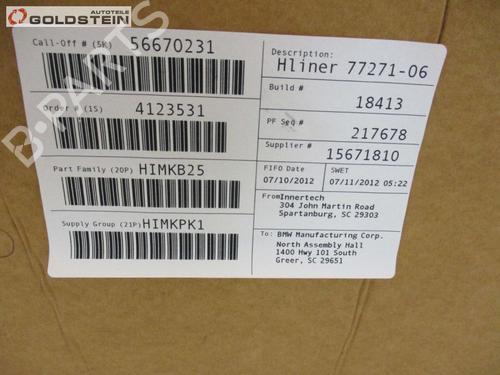 AUTOTEILE
GOLDSTEIN
B-PARTS
Call-Off # (5K) 56670231
Order # (1S) 4123531
Part Family (20P) HIMKB25
Supply Group (21P) HIMKPK1
Description:
Hliner 77271-06
Build #
18413
PF Seq #
217678
Supplier #
15671810
FIFO Date
07/10/2012
SWET
07/11/2012 05:22
From Innertech
304 John Martin Road
Spartanburg, SC 29303
To: BMW Manufacturing Corp.
North Assembly Hall
1400 Hwy 101 South
Greer, SC 29651